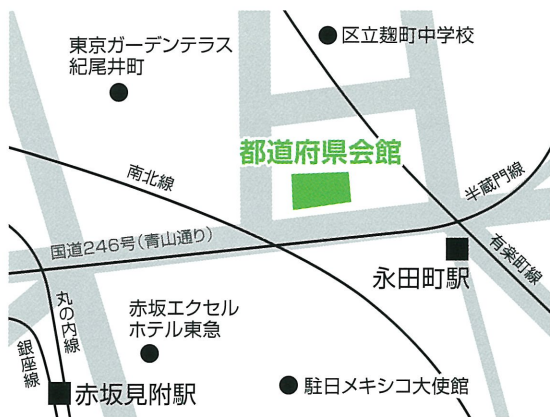 東京ガーデンテラス
紀尾井町
区立麹町中学校
都道府県会館
南北線
半蔵門線
国道246号(青山通り)
有楽町線
永田町駅
丸の内線
赤坂エクセル
ホテル東急
銀座線
赤坂見附駅
駐日メキシコ大使館